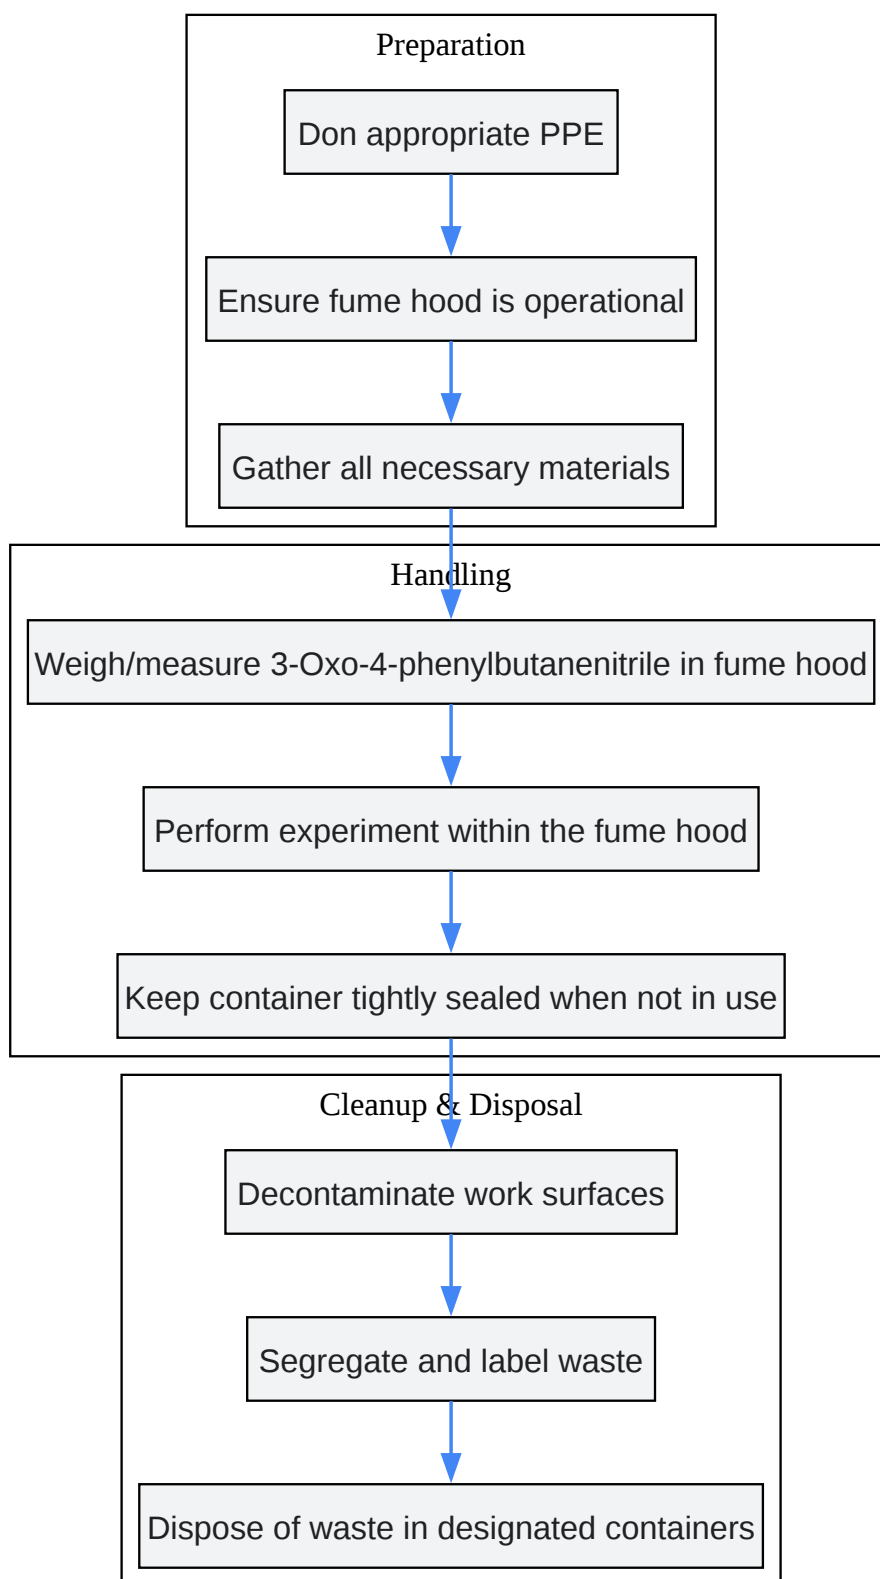 Preparation
Don appropriate PPE
Ensure fume hood is operational
Gather all necessary materials
Handling
Weigh/measure 3-Oxo-4-phenylbutanenitrile in fume hood
Perform experiment within the fume hood
Keep container tightly sealed when not in use
Cleanup & Disposal
Decontaminate work surfaces
Segregate and label waste
Dispose of waste in designated containers